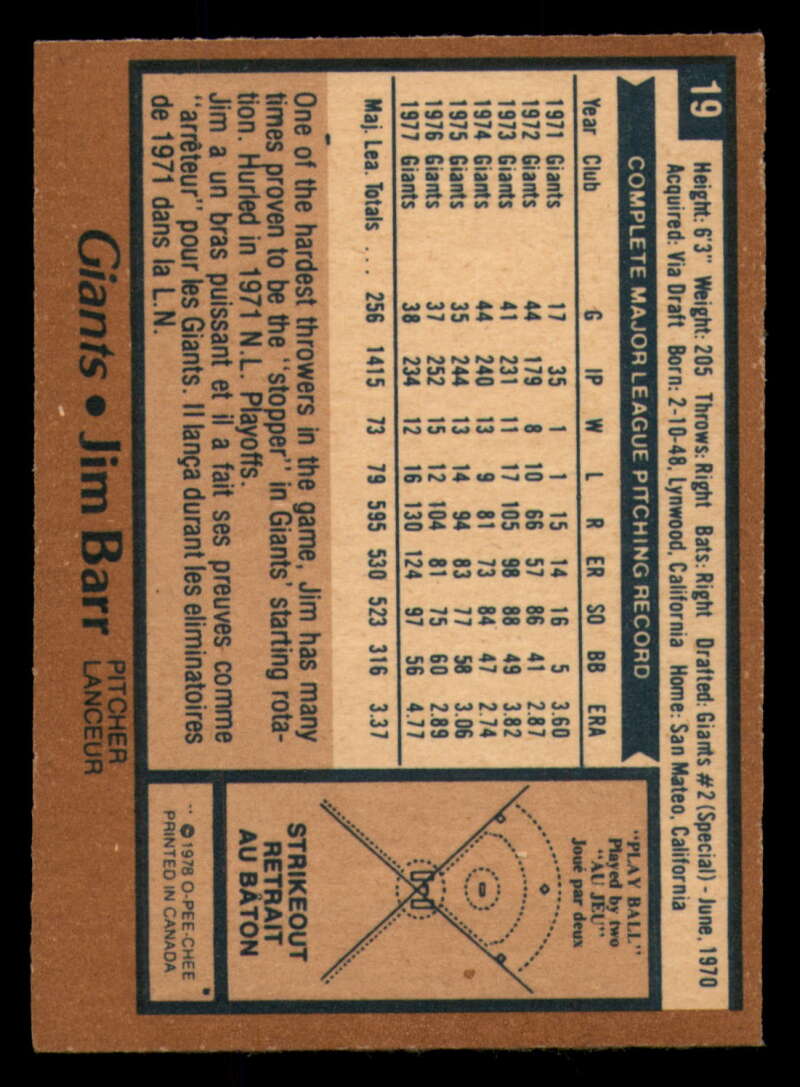 19
Height: 6'3" Weight: 205 Throws: Right Bats: Right Drafted: Giants #2 (Special) - June, 1970
Acquired: Via Draft Born: 2-10-48, Lynwood, California Home: San Mateo, California
COMPLETE MAJOR LEAGUE PITCHING RECORD
Year Club G IP W L R ER SO BB ERA
1971 Giants 17 35 1 1 15 14 16 5 3.60
1972 Giants 44 179 8 10 66 57 86 41 2.87
1973 Giants 41 231 11 17 105 98 88 49 3.82
1974 Giants 44 240 13 9 81 73 84 47 2.74
1975 Giants 35 244 13 14 94 83 77 58 3.06
1976 Giants 37 252 15 12 104 81 75 60 2.89
1977 Giants 38 234 12 16 130 124 97 56 4.77
Maj. Lea. Totals ... 256 1415 73 79 595 530 523 316 3.37
One of the hardest throwers in the game, Jim has many
times proven to be the "stopper" in Giants' starting rota-
tion. Hurled in 1971 N.L. Playoffs.
Jim a un bras puissant et il a fait ses preuves comme
"arrêteur" pour les Giants. Il lança durant les eliminatoires
de 1971 dans la L.N.
"PLAY BALL"
Played by two
"AU JEU"
Joué par deux
STRIKEOUT
RETRAIT
AU BÂTON
© 1978 O-PEE-CHEE
PRINTED IN CANADA
Giants • Jim Barr
PITCHER
LANCEUR